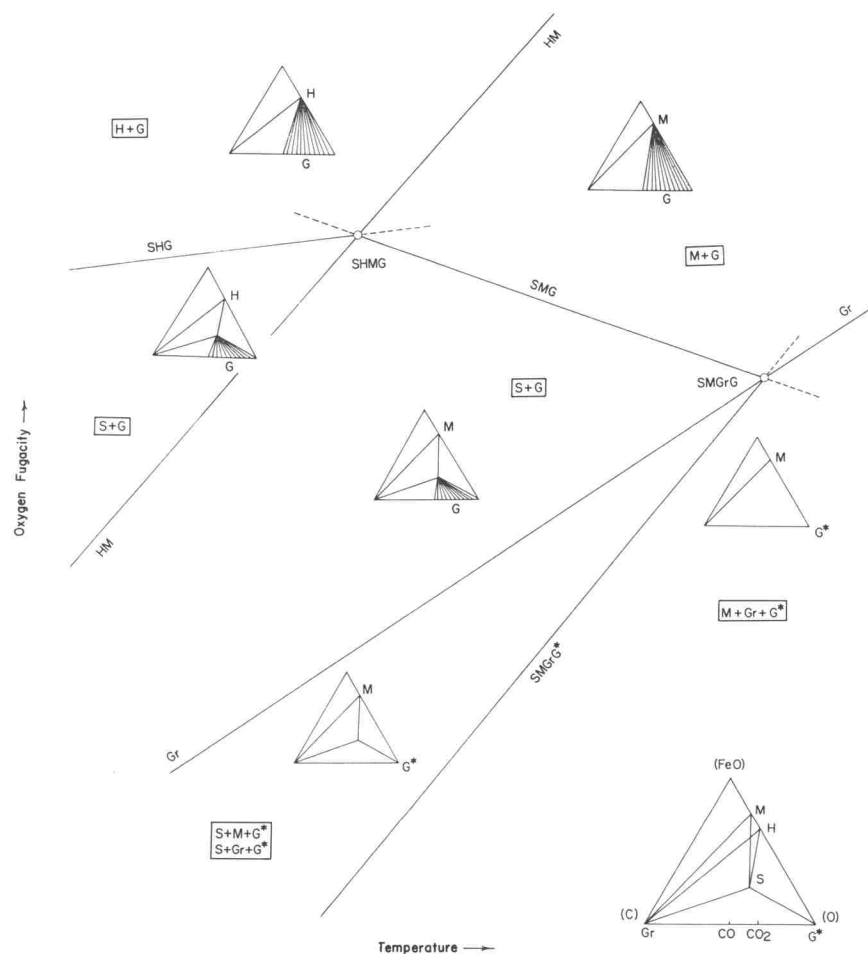 HM
H
H+G
G
M
G
M+G
SHG
SHMG
SMG
H
G
Gr
SMGrG
S+G
S+G
M
G
M
G*
HM
Oxygen Fugacity →
M+Gr+G*
SMGrG*
M
G*
Gr
(FeO)
M
H
S+M+G*
S+Gr+G*
S
(C)
(O)
Gr
CO
CO2
G*
Temperature →